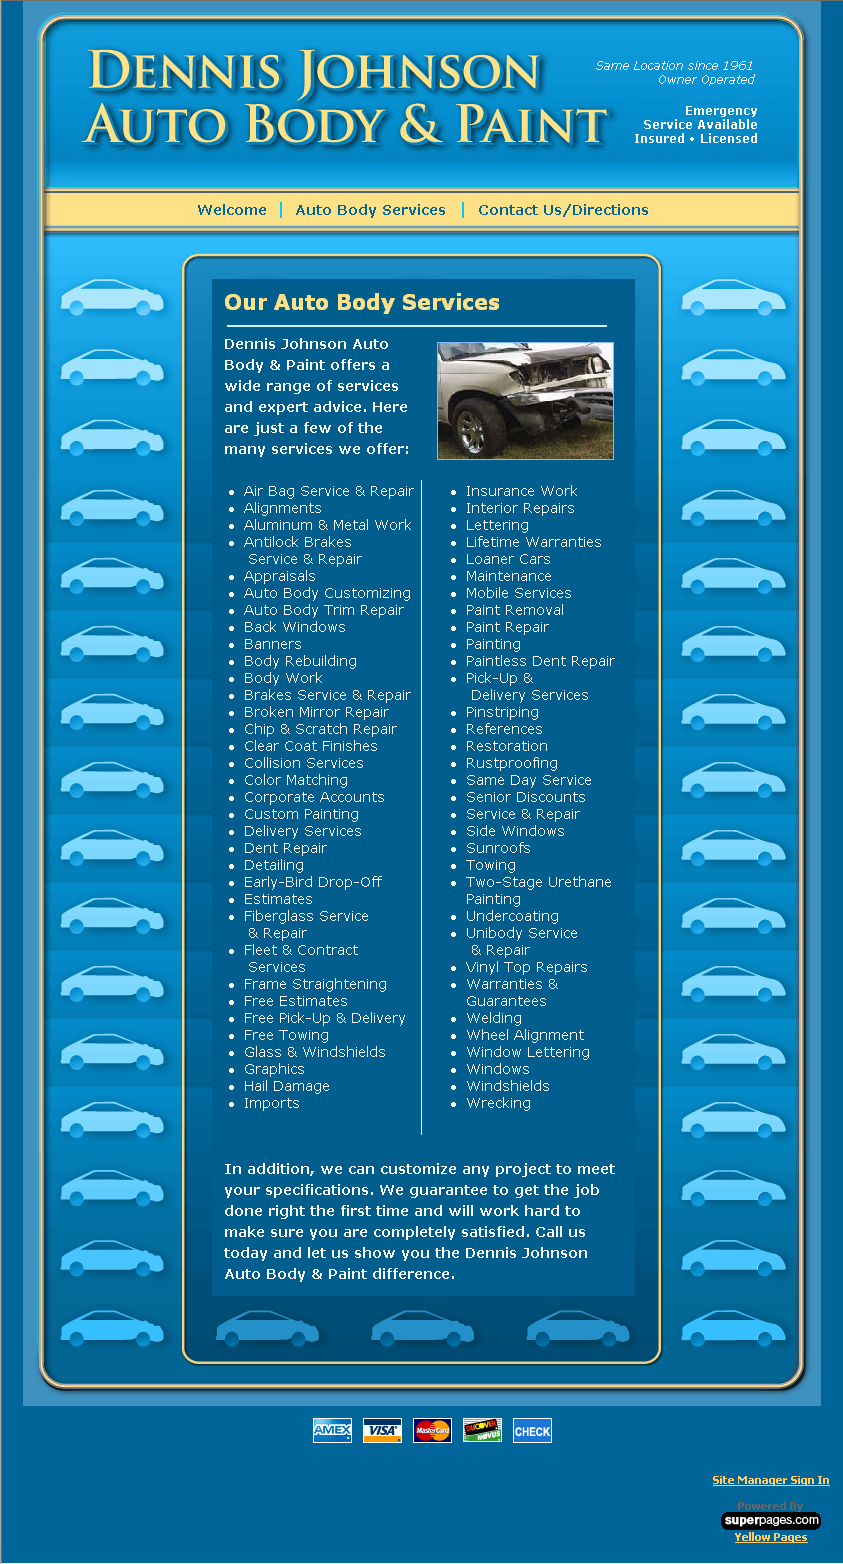 Dennis Johnson
Auto Body & Paint
Same Location since 1961
Owner Operated
Emergency
Service Available
Insured • Licensed
Welcome | Auto Body Services | Contact Us/Directions
Our Auto Body Services
Dennis Johnson Auto
Body & Paint offers a
wide range of services
and expert advice. Here
are just a few of the
many services we offer:
• Air Bag Service & Repair
• Alignments
• Aluminum & Metal Work
• Antilock Brakes
Service & Repair
• Appraisals
• Auto Body Customizing
• Auto Body Trim Repair
• Back Windows
• Banners
• Body Rebuilding
• Body Work
• Brakes Service & Repair
• Broken Mirror Repair
• Chip & Scratch Repair
• Clear Coat Finishes
• Collision Services
• Color Matching
• Corporate Accounts
• Custom Painting
• Delivery Services
• Dent Repair
• Detailing
• Early-Bird Drop-Off
• Estimates
• Fiberglass Service
& Repair
• Fleet & Contract
Services
• Frame Straightening
• Free Estimates
• Free Pick-Up & Delivery
• Free Towing
• Glass & Windshields
• Graphics
• Hail Damage
• Imports
• Insurance Work
• Interior Repairs
• Lettering
• Lifetime Warranties
• Loaner Cars
• Maintenance
• Mobile Services
• Paint Removal
• Paint Repair
• Painting
• Paintless Dent Repair
• Pick-Up &
Delivery Services
• Pinstriping
• References
• Restoration
• Rustproofing
• Same Day Service
• Senior Discounts
• Service & Repair
• Side Windows
• Sunroofs
• Towing
• Two-Stage Urethane
Painting
• Undercoating
• Unibody Service
& Repair
• Vinyl Top Repairs
• Warranties &
Guarantees
• Welding
• Wheel Alignment
• Window Lettering
• Windows
• Windshields
• Wrecking
In addition, we can customize any project to meet
your specifications. We guarantee to get the job
done right the first time and will work hard to
make sure you are completely satisfied. Call us
today and let us show you the Dennis Johnson
Auto Body & Paint difference.
AMEX VISA MasterCard DISCOVER NOVUS CHECK
Site Manager Sign In
Powered By
superpages.com
Yellow Pages